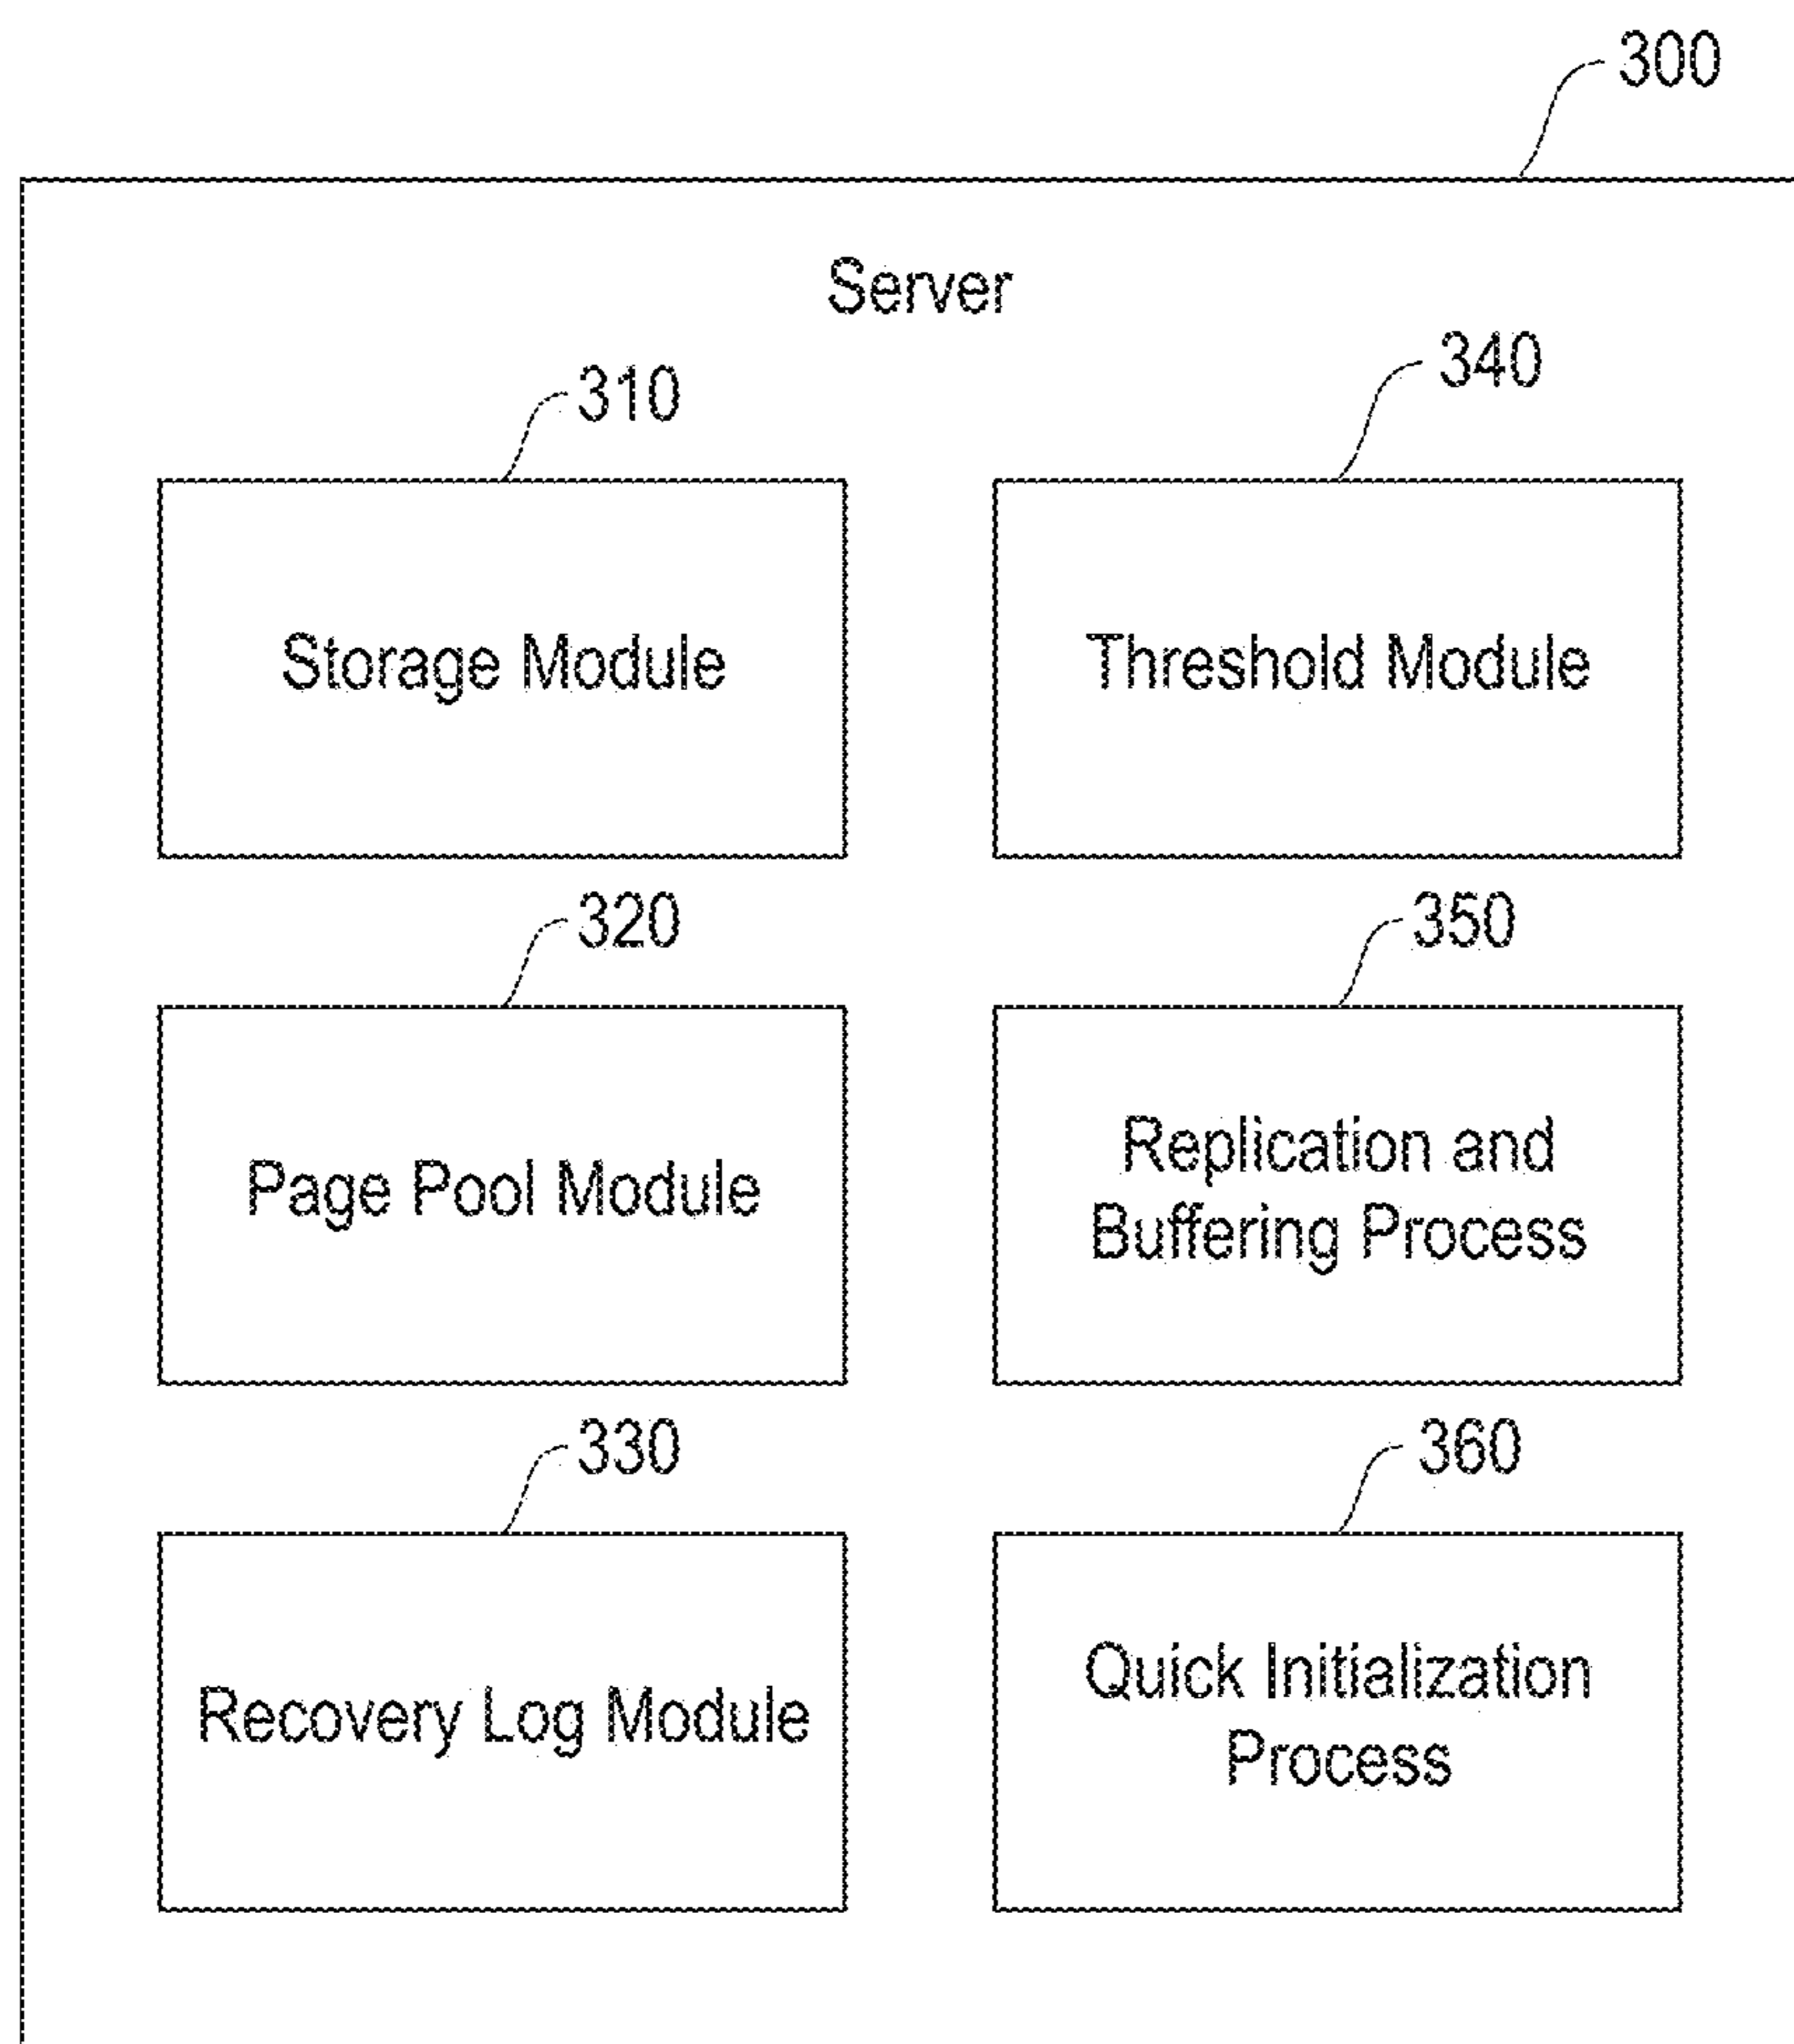 300
Server
310
340
Storage Module
Threshold Module
320
350
Page Pool Module
Replication and
Buffering Process
330
360
Recovery Log Module
Quick Initialization
Process